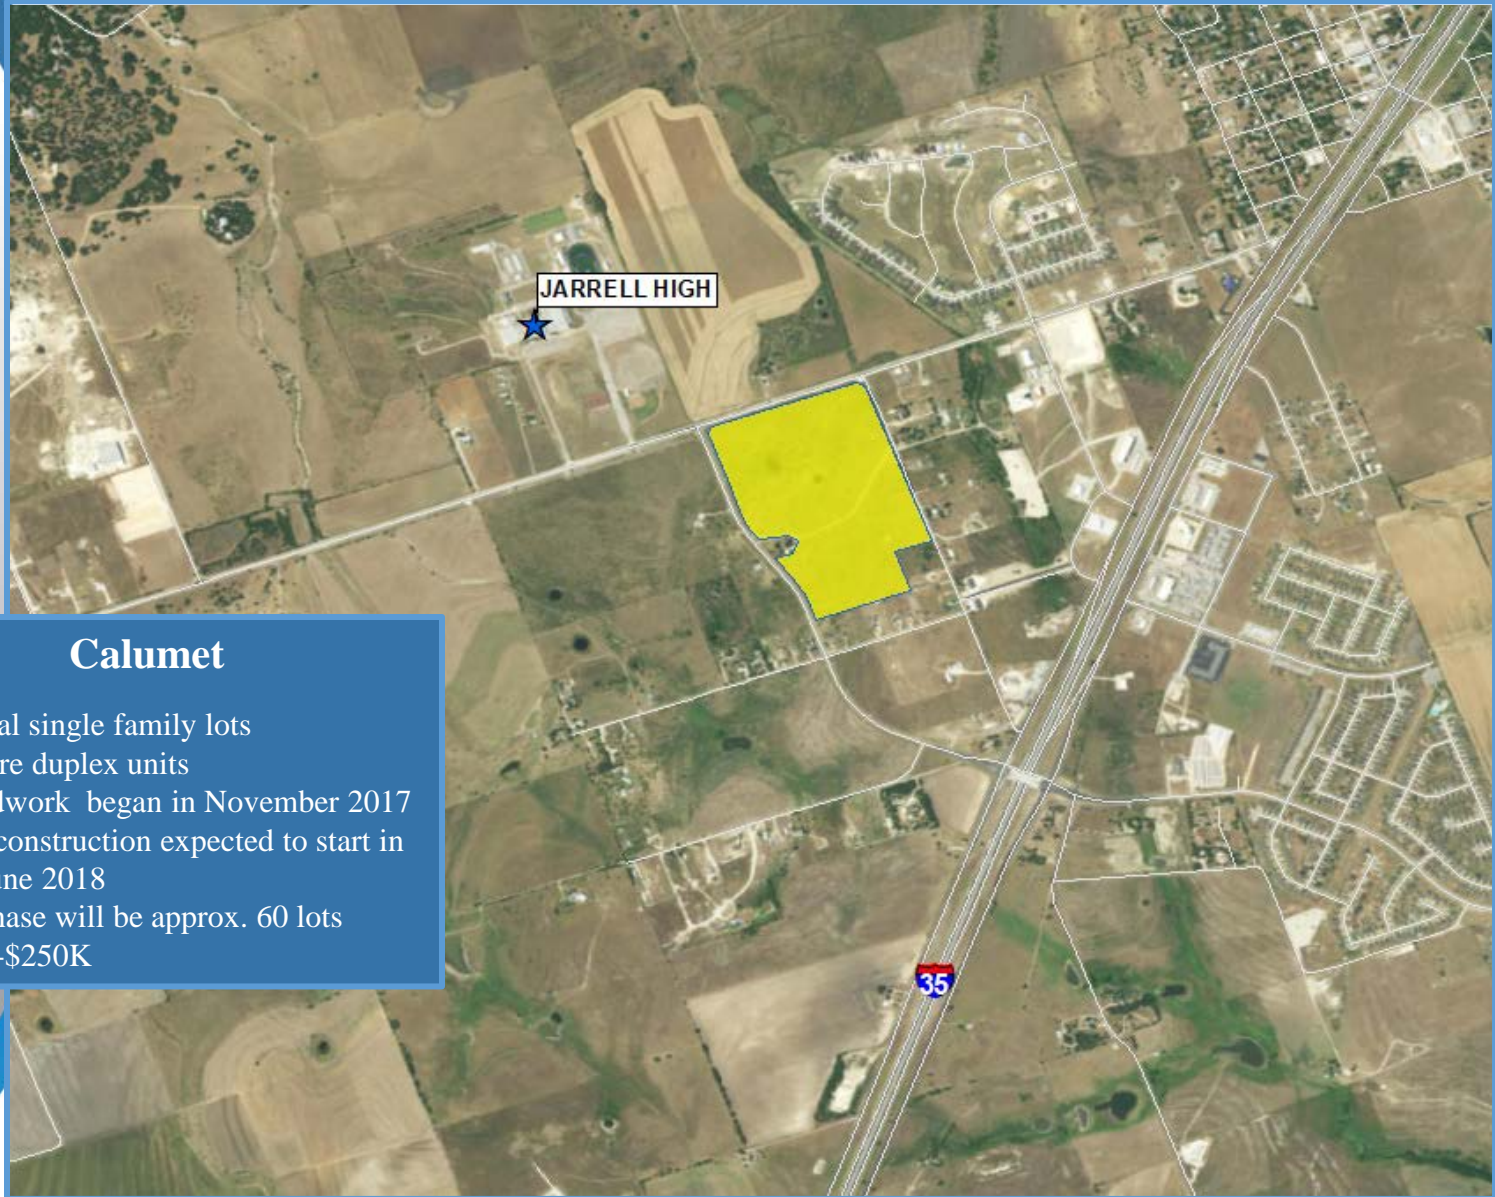 JARRELL HIGH
Calumet
al single family lots
re duplex units
dwork began in November 2017
construction expected to start in
une 2018
hase will be approx. 60 lots
-$250K
35